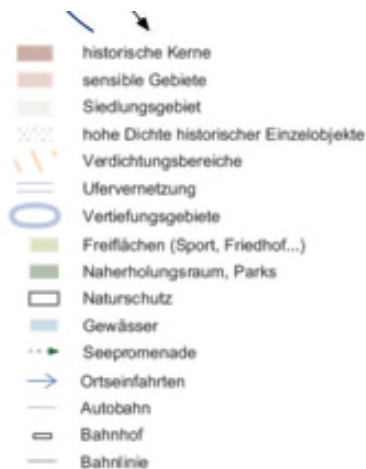 historische Kerne
sensible Gebiete
Siedlungsgebiet
hohe Dichte historischer Einzelobjekte
Verdichtungsbereiche
Ufervernetzung
Vertiefungsgebiete
Freiflächen (Sport, Friedhof...)
Naherholungsraum, Parks
Naturschutz
Gewässer
Seepromenade
Ortseinfahrten
Autobahn
Bahnhof
Bahnlinie